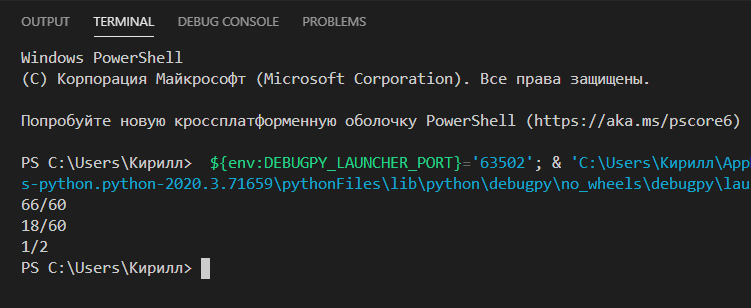 OUTPUT TERMINAL DEBUG CONSOLE PROBLEMS
Windows PowerShell
(C) Корпорация Майкрософт (Microsoft Corporation). Все права защищены.
Попробуйте новую кроссплатформенную оболочку PowerShell (https://aka.ms/pscore6)
PS C:\Users\Кирилл>  ${env:DEBUGPY_LAUNCHER_PORT}='63502'; & 'C:\Users\Кирилл\App
s-python.python-2020.3.71659\pythonFiles\lib\python\debugpy\no_wheels\debugpy\lau
66/60
18/60
1/2
PS C:\Users\Кирилл>